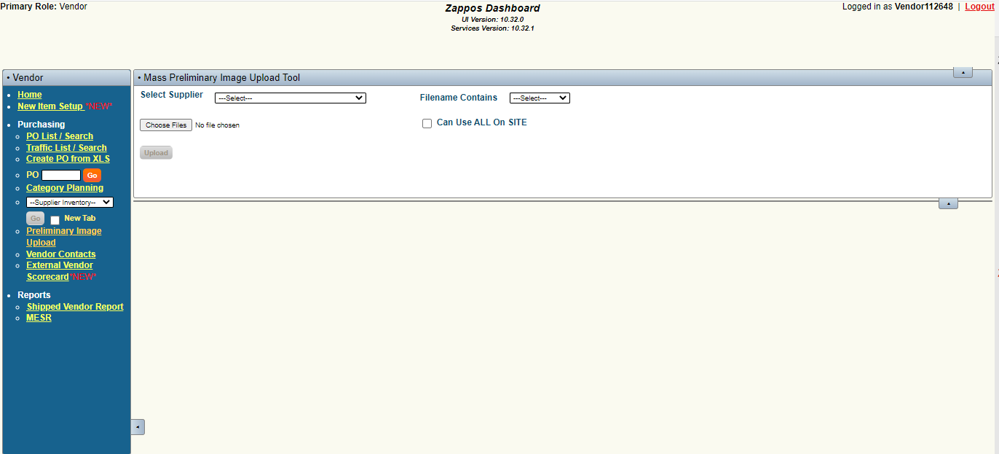 Primary Role: Vendor
Zappos Dashboard
Logged in as Vendor112648 | Logout
UI Version: 10.32.0
Services Version: 10.32.1
• Vendor
Home
New Item Setup *NEW*
Purchasing
PO List / Search
Traffic List / Search
Create PO from XLS
PO Go
Category Planning
--Supplier Inventory--
Go New Tab
Preliminary Image
Upload
Vendor Contacts
External Vendor
Scorecard*NEW*
Reports
Shipped Vendor Report
MESR
• Mass Preliminary Image Upload Tool
Select Supplier ---Select--- Filename Contains ---Select---
Choose Files No file chosen Can Use ALL On SITE
Upload